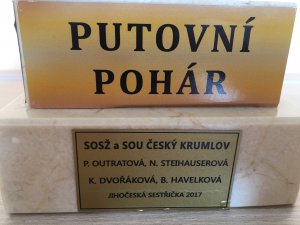 PUTOVNÍ
POHÁR
SOSŽ a SOU ČESKÝ KRUMLOV
P. OUTRATOVÁ, N. STEIHAUSEROVÁ
K. DVOŘÁKOVÁ, B. HAVELKOVÁ
JIHOČESKÁ SESTŘIČKA 2017